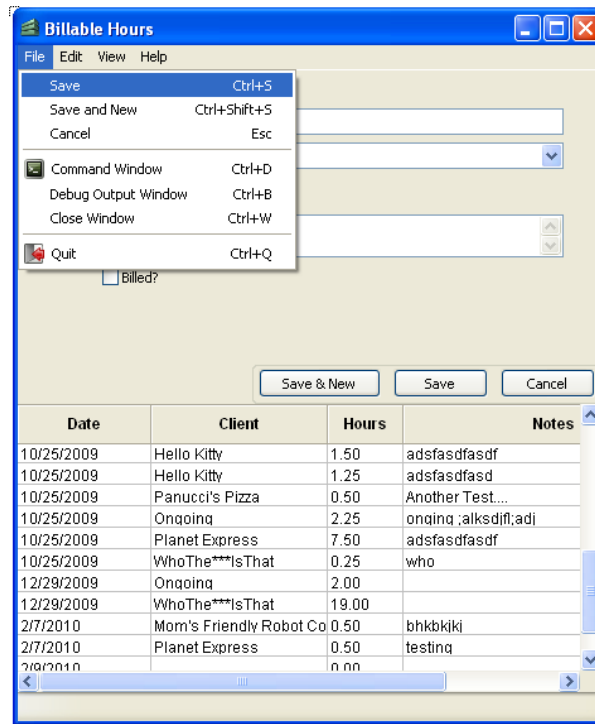 Billable Hours
File Edit View Help
Save Ctrl+S
Save and New Ctrl+Shift+S
Cancel Esc
Command Window Ctrl+D
Debug Output Window Ctrl+B
Close Window Ctrl+W
Quit Ctrl+Q
Billed?
Save & New Save Cancel
Date Client Hours Notes
10/25/2009 Hello Kitty 1.50 adsfasdfasdf
10/25/2009 Hello Kitty 1.25 adsfasdfasd
10/25/2009 Panucci's Pizza 0.50 Another Test....
10/25/2009 Ongoing 2.25 onging ;alksdjfl;adj
10/25/2009 Planet Express 7.50 adsfasdfasdf
10/25/2009 WhoThe***IsThat 0.25 who
12/29/2009 Ongoing 2.00
12/29/2009 WhoThe***IsThat 19.00
2/7/2010 Mom's Friendly Robot Co 0.50 bhkbkjkj
2/7/2010 Planet Express 0.50 testing
2/9/2010 0.00